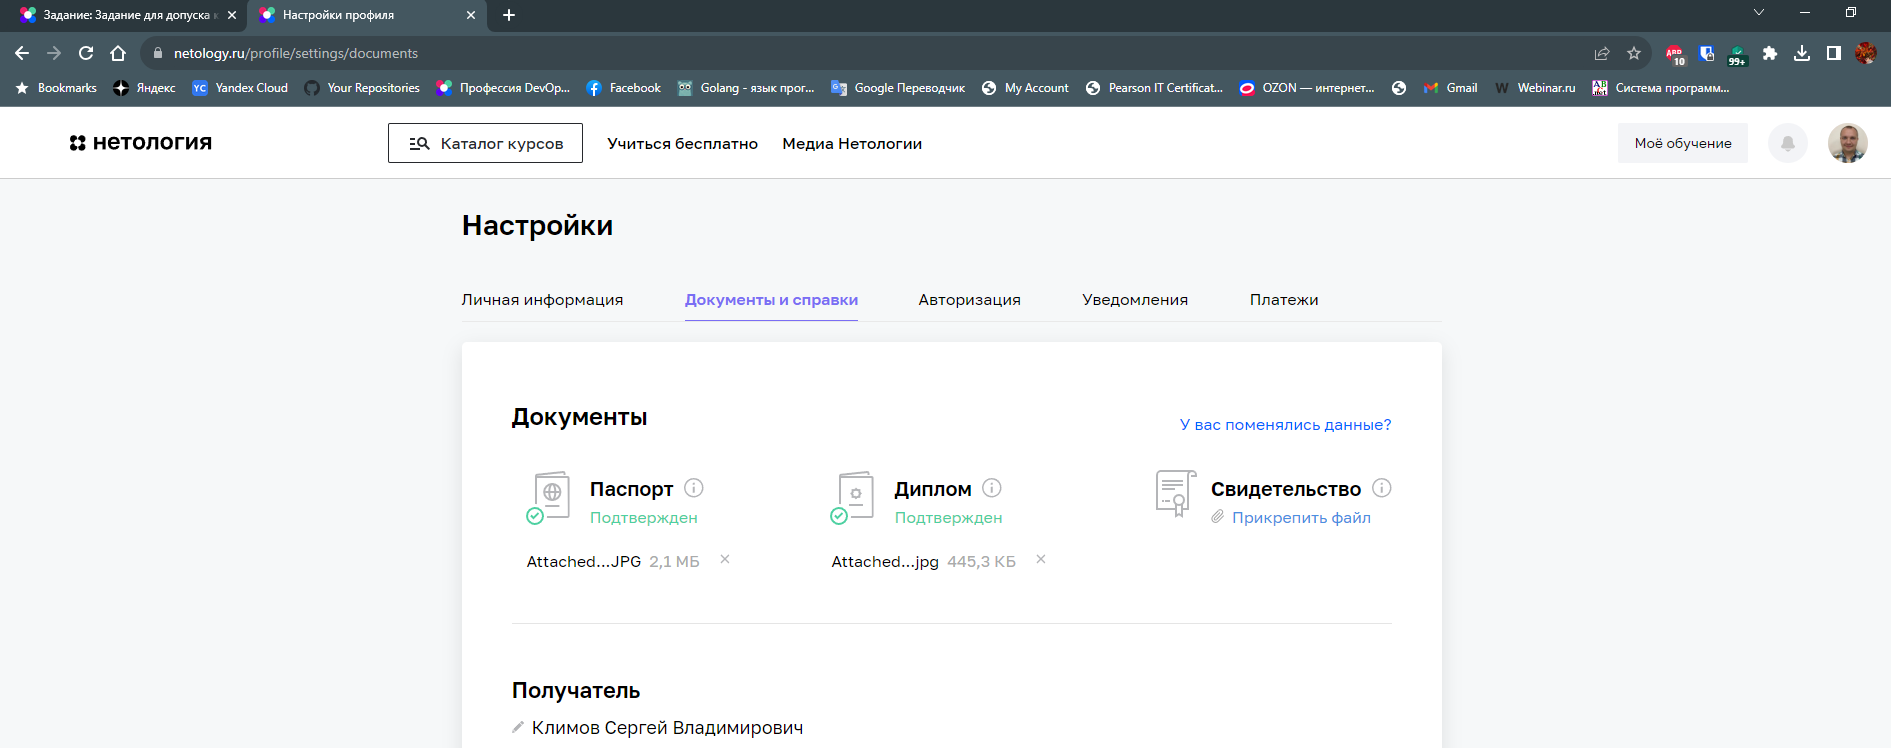 Задание: Задание для допуска к
Настройки профиля
netology.ru/profile/settings/documents
10
99+
Bookmarks
Яндекс
Yandex Cloud
Your Repositories
Профессия DevOp...
Facebook
Golang - язык прог...
Google Переводчик
My Account
Pearson IT Certificat...
OZON — интернет...
Gmail
Webinar.ru
Система программ...
нетология
Каталог курсов
Учиться бесплатно
Медиа Нетологии
Моё обучение
Настройки
Личная информация
Документы и справки
Авторизация
Уведомления
Платежи
Документы
У вас поменялись данные?
Паспорт
Подтвержден
Attached...JPG 2,1 МБ
Диплом
Подтвержден
Attached...jpg 445,3 КБ
Свидетельство
Прикрепить файл
Получатель
Климов Сергей Владимирович